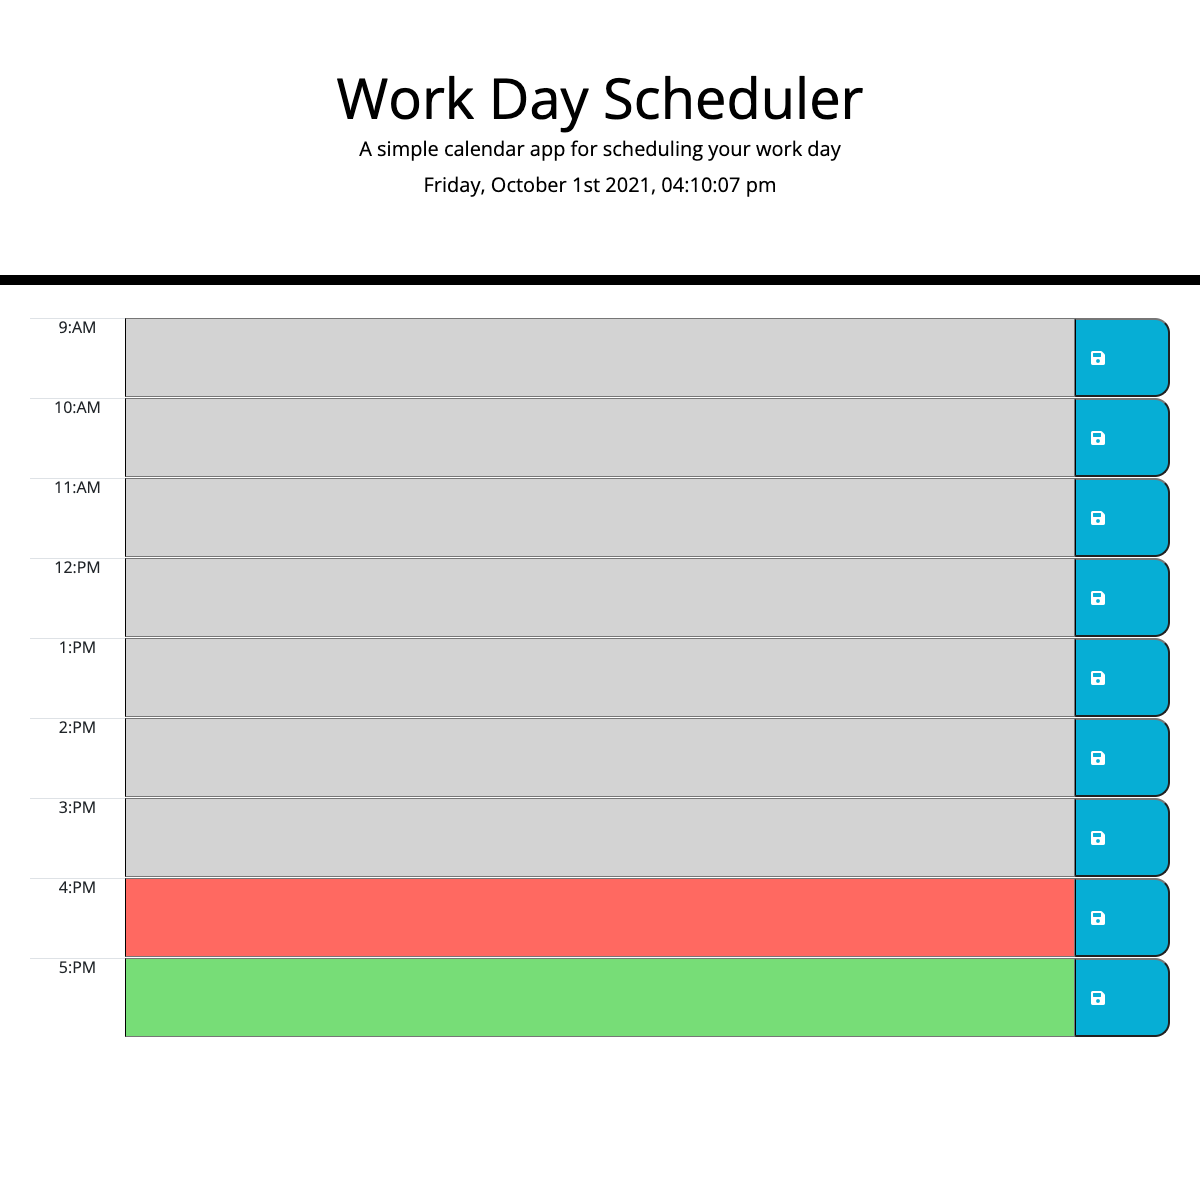 Work Day Scheduler
A simple calendar app for scheduling your work day
Friday, October 1st 2021, 04:10:07 pm
9:AM
10:AM
11:AM
12:PM
1:PM
2:PM
3:PM
4:PM
5:PM